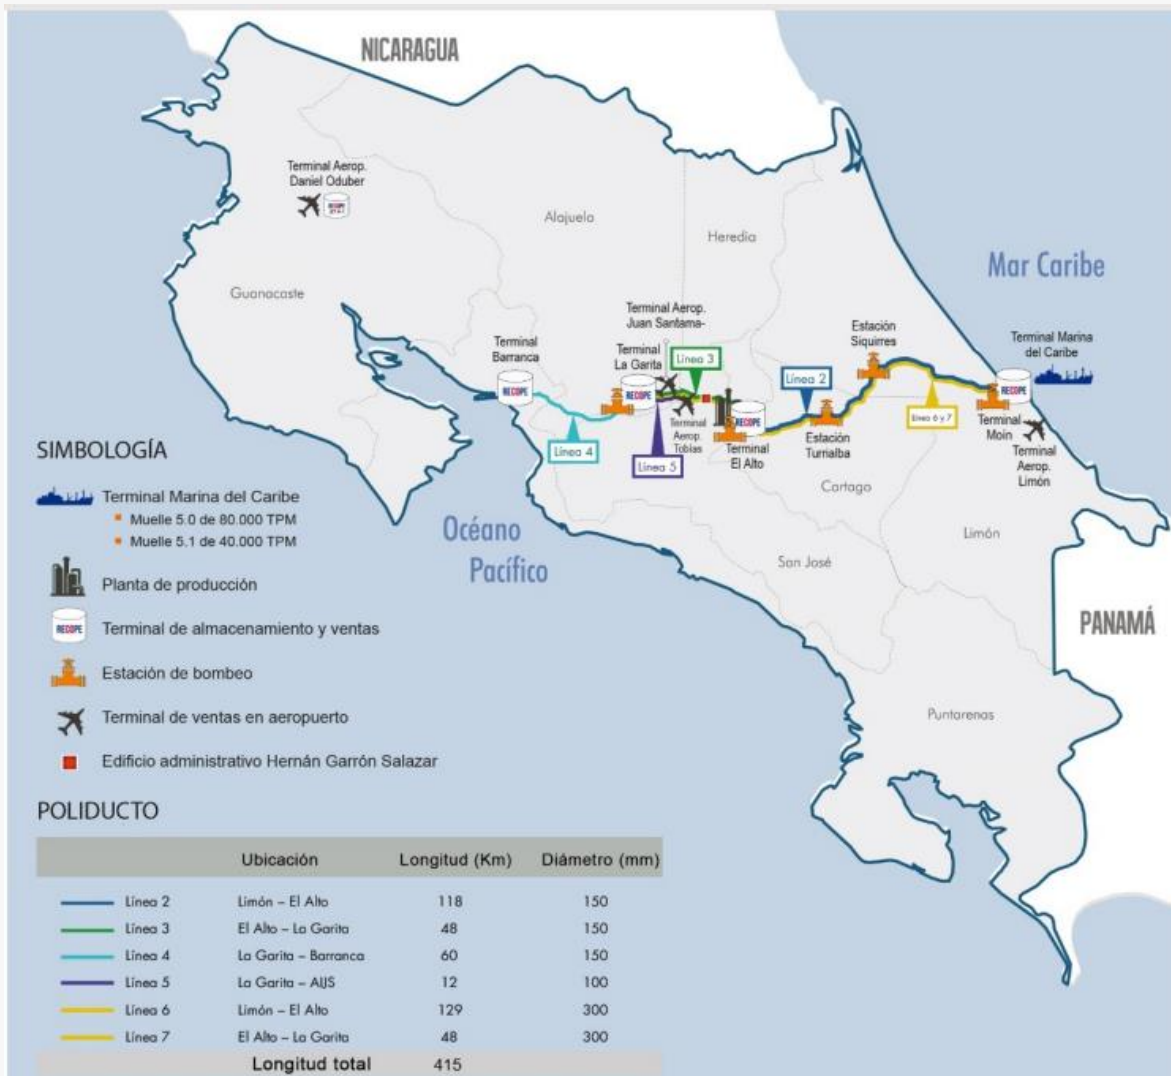 NICARAGUA
Terminal Aerop.
Daniel Oduber
RECOPE
Alajuela
Heredia
Mar Caribe
Guanacaste
Terminal Aerop.
Juan Santama-
Estación
Siquirres
Terminal Marina
del Caribe
Terminal
Barranca
Terminal
La Garita
Línea 3
Línea 2
RECOPE
RECOPE
RECOPE
RECOPE
Línea 6 y 7
Línea 4
Línea 5
Terminal
Aerop.
Tobías
Terminal
El Alto
Estación
Turrialba
Terminal
Moín
Terminal
Aerop.
Limón
Cartago
Limón
San José
Océano
Pacífico
PANAMÁ
Puntarenas
SIMBOLOGÍA
Terminal Marina del Caribe
Muelle 5.0 de 80.000 TPM
Muelle 5.1 de 40.000 TPM
Planta de producción
RECOPE
Terminal de almacenamiento y ventas
Estación de bombeo
Terminal de ventas en aeropuerto
Edificio administrativo Hernán Garrón Salazar
POLIDUCTO
Ubicación Longitud (Km) Diámetro (mm)
Línea 2 Limón – El Alto 118 150
Línea 3 El Alto – La Garita 48 150
Línea 4 La Garita – Barranca 60 150
Línea 5 La Garita – AIJS 12 100
Línea 6 Limón – El Alto 129 300
Línea 7 El Alto – La Garita 48 300
Longitud total 415